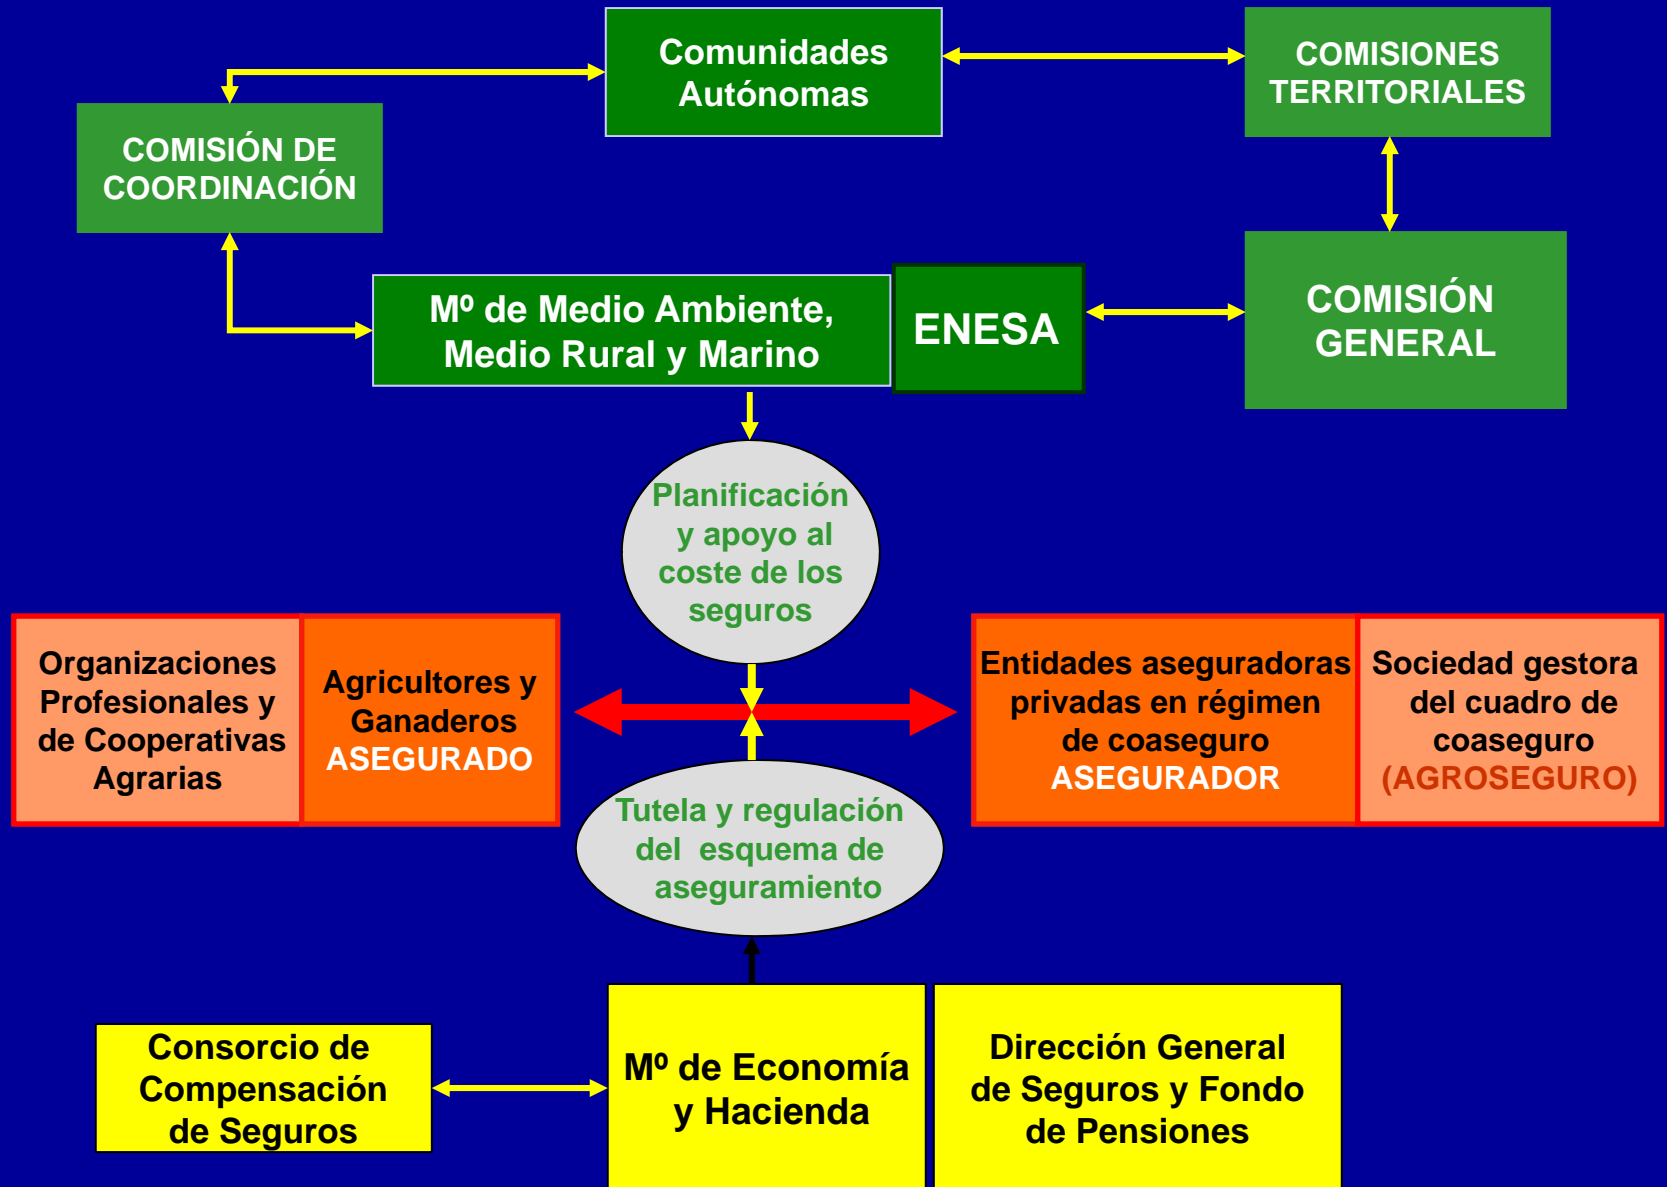 Comunidades
Autónomas
COMISIONES
TERRITORIALES
COMISIÓN DE
COORDINACIÓN
Mº de Medio Ambiente,
Medio Rural y Marino
ENESA
COMISIÓN
GENERAL
Planificación
y apoyo al
coste de los
seguros
Organizaciones
Profesionales y
de Cooperativas
Agrarias
Agricultores y
Ganaderos
ASEGURADO
Entidades aseguradoras
privadas en régimen
de coaseguro
ASEGURADOR
Sociedad gestora
del cuadro de
coaseguro
(AGROSEGURO)
Tutela y regulación
del esquema de
aseguramiento
Consorcio de
Compensación
de Seguros
Mº de Economía
y Hacienda
Dirección General
de Seguros y Fondo
de Pensiones